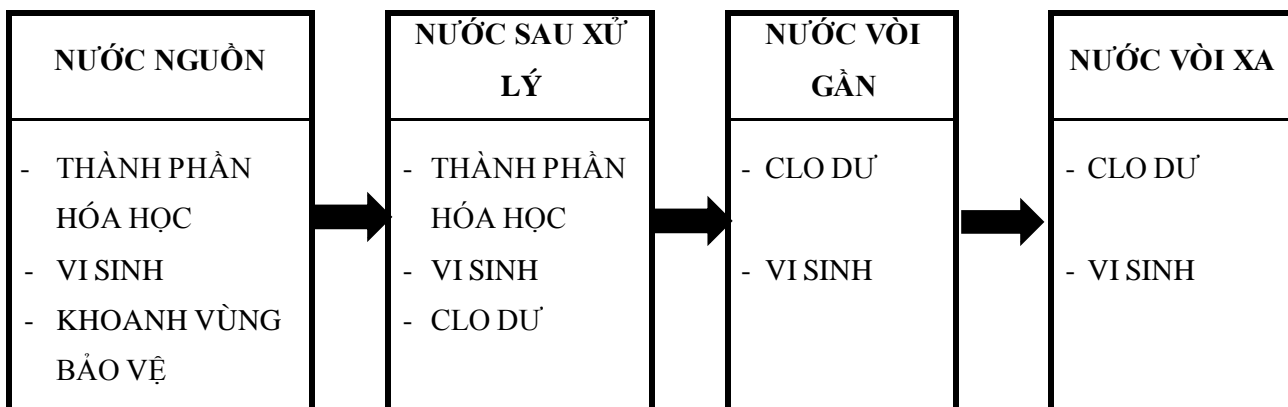 NƯỚC NGUỒN
- THÀNH PHẦN
HÓA HỌC
- VI SINH
- KHOANH VÙNG
BẢO VỆ
NƯỚC SAU XỬ
LÝ
- THÀNH PHẦN
HÓA HỌC
- VI SINH
- CLO DƯ
NƯỚC VÒI
GẦN
- CLO DƯ
- VI SINH
NƯỚC VÒI XA
- CLO DƯ
- VI SINH